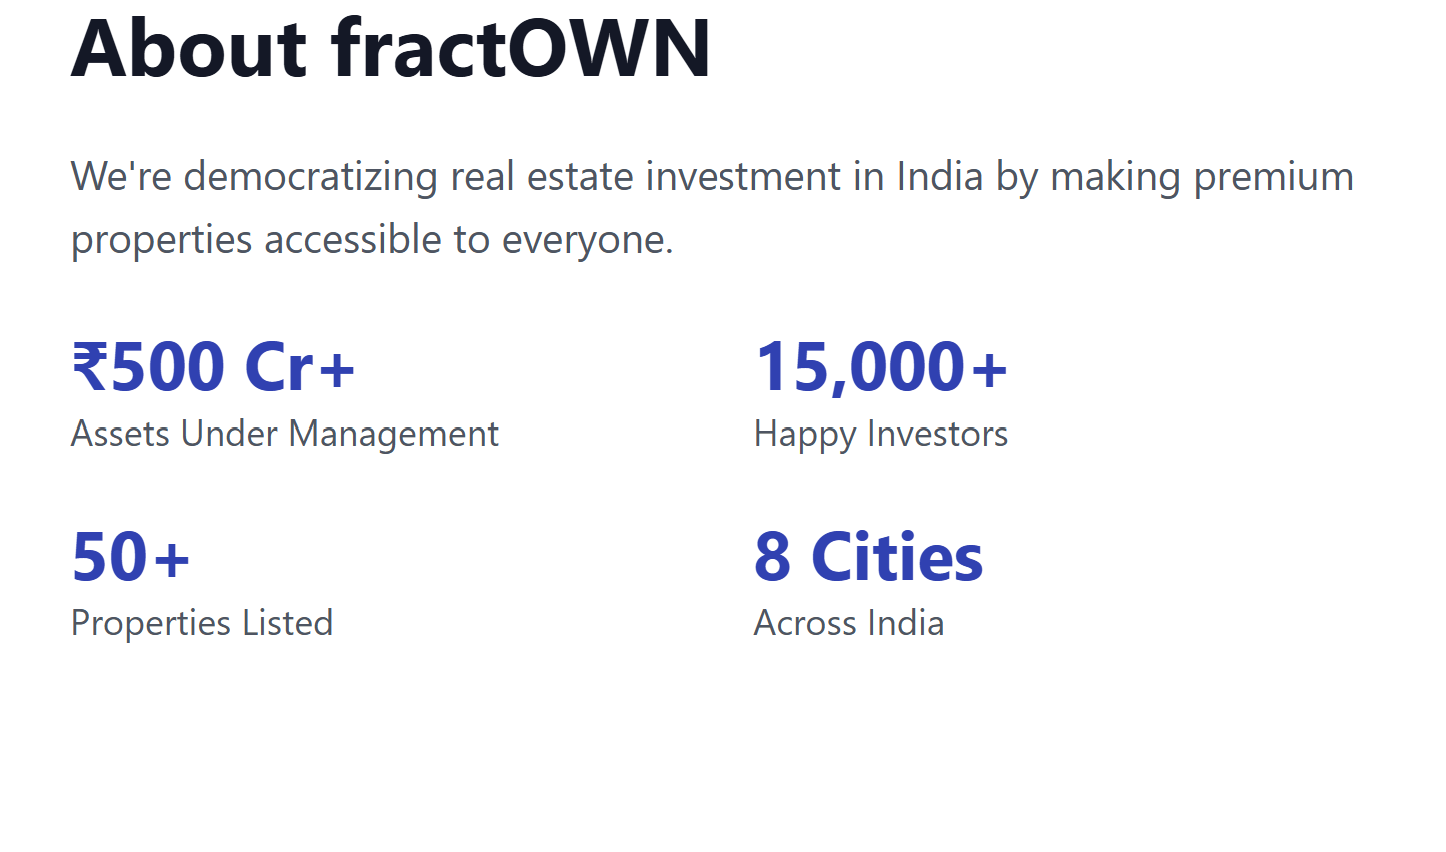 About fractOWN
We're democratizing real estate investment in India by making premium
properties accessible to everyone.
₹500 Cr+
Assets Under Management
15,000+
Happy Investors
50+
Properties Listed
8 Cities
Across India